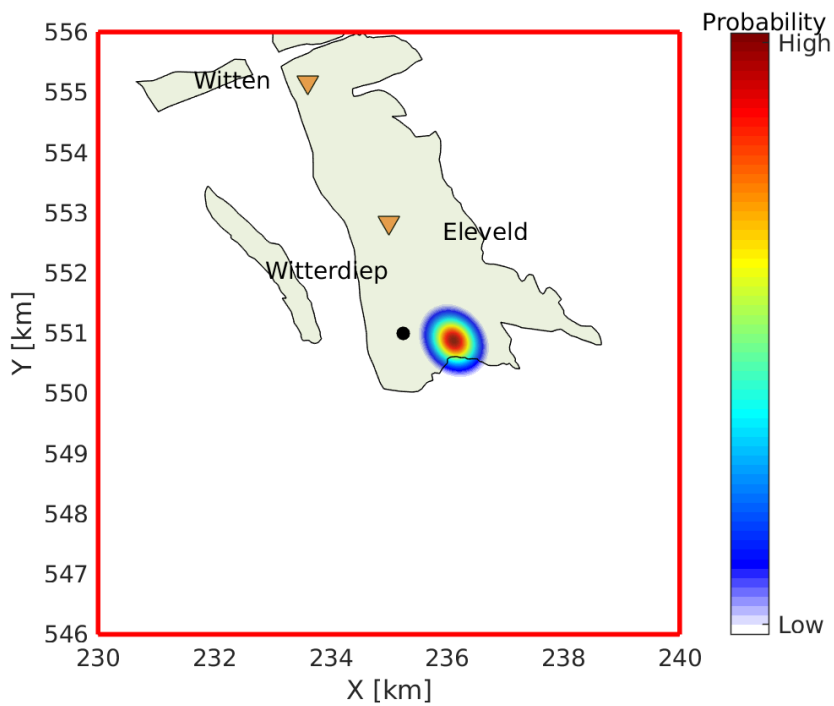 Probability
High
Low
556
555
554
553
552
551
550
549
548
547
546
Y [km]
Witten
Eleveld
Witterdiep
230
232
234
236
238
240
X [km]